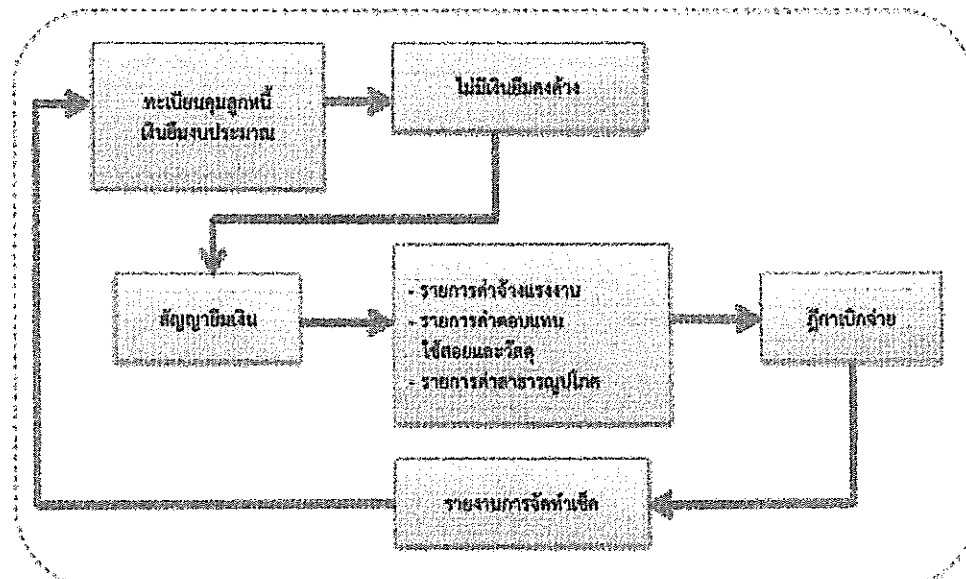 ทะเบียนคุมลูกหนี้
เงินยืมงบประมาณ
ไม่มีเงินยืมคงค้าง
สัญญายืมเงิน
- รายการค่าจ้างแรงงาน
- รายการค่าตอบแทน
ใช้สอยและวัสดุ
- รายการค่าสาธารณูปโภค
ฎีกาเบิกจ่าย
รายงานการจัดทำเช็ค